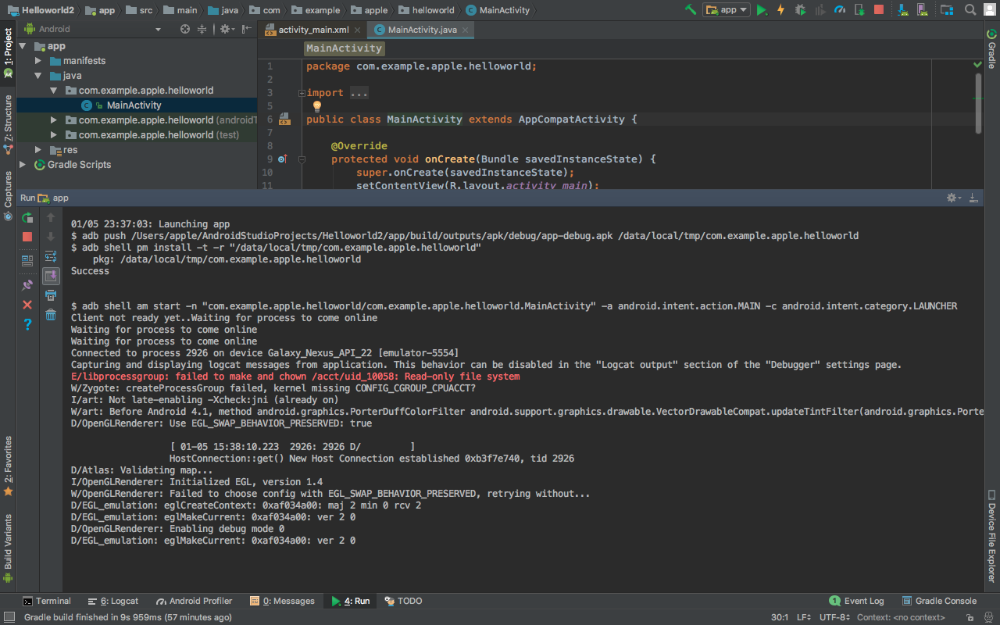 Helloworld2 app src main java com example apple helloworld MainActivity app
Android
activity_main.xml
MainActivity.java
1: Project
Z: Structure
Captures
2: Favorites
Build Variants
app
manifests
java
com.example.apple.helloworld
MainActivity
com.example.apple.helloworld (androidT
com.example.apple.helloworld (test)
res
Gradle Scripts
MainActivity
1 package com.example.apple.helloworld;
2
3 import ...
5
6 public class MainActivity extends AppCompatActivity {
7
8 @Override
9 protected void onCreate(Bundle savedInstanceState) {
10 super.onCreate(savedInstanceState);
11 setContentView(R.layout.activity_main);
Gradle
Device File Explorer
Run app
01/05 23:37:03: Launching app
$ adb push /Users/apple/AndroidStudioProjects/Helloworld2/app/build/outputs/apk/debug/app-debug.apk /data/local/tmp/com.example.apple.helloworld
$ adb shell pm install -t -r "/data/local/tmp/com.example.apple.helloworld"
pkg: /data/local/tmp/com.example.apple.helloworld
Success
$ adb shell am start -n "com.example.apple.helloworld/com.example.apple.helloworld.MainActivity" -a android.intent.action.MAIN -c android.intent.category.LAUNCHER
Client not ready yet..Waiting for process to come online
Waiting for process to come online
Waiting for process to come online
Connected to process 2926 on device Galaxy_Nexus_API_22 [emulator-5554]
Capturing and displaying logcat messages from application. This behavior can be disabled in the "Logcat output" section of the "Debugger" settings page.
E/libprocessgroup: failed to make and chown /acct/uid_10058: Read-only file system
W/Zygote: createProcessGroup failed, kernel missing CONFIG_CGROUP_CPUACCT?
I/art: Not late-enabling -Xcheck:jni (already on)
W/art: Before Android 4.1, method android.graphics.PorterDuffColorFilter android.support.graphics.drawable.VectorDrawableCompat.updateTintFilter(android.graphics.Porte
D/OpenGLRenderer: Use EGL_SWAP_BEHAVIOR_PRESERVED: true
[ 01-05 15:38:10.223 2926: 2926 D/ ]
HostConnection::get() New Host Connection established 0xb3f7e740, tid 2926
D/Atlas: Validating map...
I/OpenGLRenderer: Initialized EGL, version 1.4
W/OpenGLRenderer: Failed to choose config with EGL_SWAP_BEHAVIOR_PRESERVED, retrying without...
D/EGL_emulation: eglCreateContext: 0xaf034a00: maj 2 min 0 rcv 2
D/EGL_emulation: eglMakeCurrent: 0xaf034a00: ver 2 0
D/OpenGLRenderer: Enabling debug mode 0
D/EGL_emulation: eglMakeCurrent: 0xaf034a00: ver 2 0
Terminal 6: Logcat Android Profiler 0: Messages 4: Run TODO 1 Event Log Gradle Console
Gradle build finished in 9s 959ms (57 minutes ago) 30:1 LF UTF-8 Context: <no context>